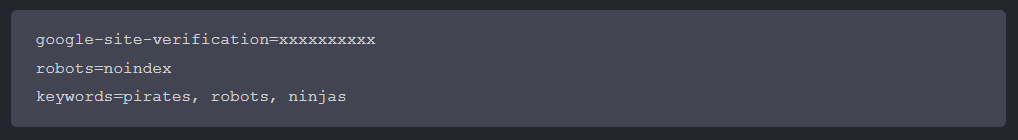 google-site-verification=xxxxxxxxxx
robots=noindex
keywords=pirates, robots, ninjas